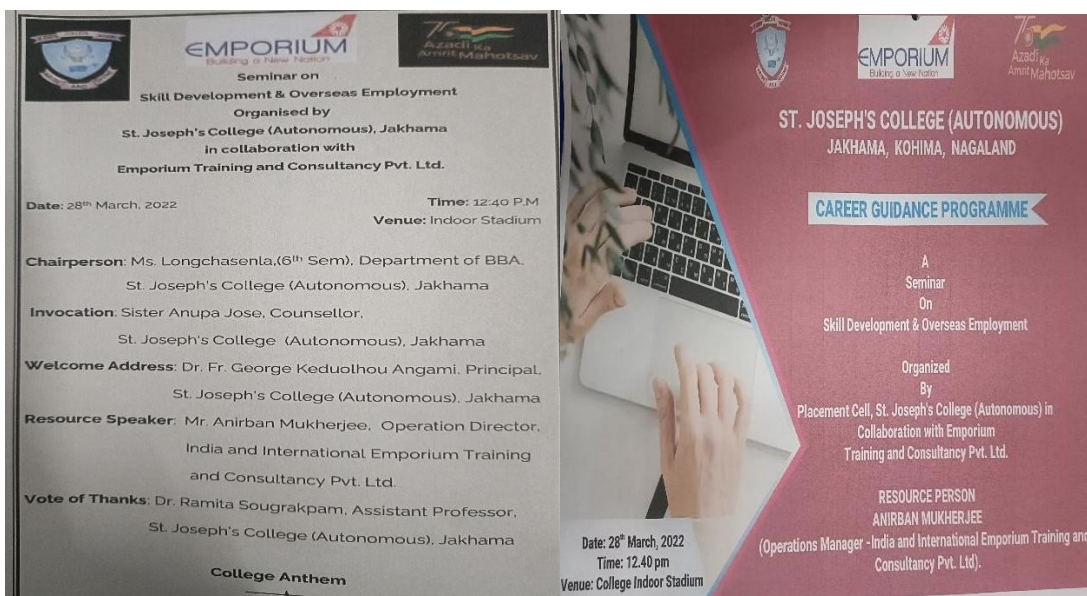 EMPORIUM
Building a New Nation
75
Azadi Ka
Amrit Mahotsav
Seminar on
Skill Development & Overseas Employment
Organised by
St. Joseph's College (Autonomous), Jakhama
in collaboration with
Emporium Training and Consultancy Pvt. Ltd.
Date: 28th March, 2022
Time: 12:40 P.M
Venue: Indoor Stadium
Chairperson: Ms. Longchasenla,(6th Sem), Department of BBA,
St. Joseph's College (Autonomous), Jakhama
Invocation: Sister Anupa Jose, Counsellor,
St. Joseph's College (Autonomous), Jakhama
Welcome Address: Dr. Fr. George Keduolhou Angami, Principal,
St. Joseph's College (Autonomous), Jakhama
Resource Speaker: Mr. Anirban Mukherjee, Operation Director,
India and International Emporium Training
and Consultancy Pvt. Ltd.
Vote of Thanks: Dr. Ramita Sougrakpam, Assistant Professor,
St. Joseph's College (Autonomous), Jakhama
College Anthem
EMPORIUM
Building a New Nation
75
Azadi Ka
Amrit Mahotsav
ST. JOSEPH'S COLLEGE (AUTONOMOUS)
JAKHAMA, KOHIMA, NAGALAND
CAREER GUIDANCE PROGRAMME
A
Seminar
On
Skill Development & Overseas Employment
Organized
By
Placement Cell, St. Joseph's College (Autonomous) in
Collaboration with Emporium
Training and Consultancy Pvt. Ltd.
RESOURCE PERSON
ANIRBAN MUKHERJEE
(Operations Manager -India and International Emporium Training and
Consultancy Pvt. Ltd).
Date: 28th March, 2022
Time: 12.40 pm
Venue: College Indoor Stadium